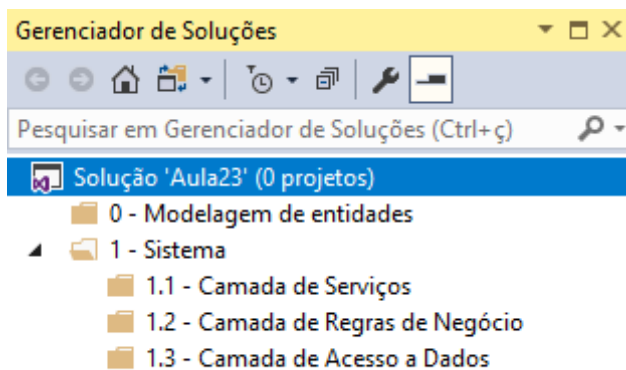 Gerenciador de Soluções
Pesquisar em Gerenciador de Soluções (Ctrl+ç)
Solução 'Aula23' (0 projetos)
0 - Modelagem de entidades
1 - Sistema
1.1 - Camada de Serviços
1.2 - Camada de Regras de Negócio
1.3 - Camada de Acesso a Dados